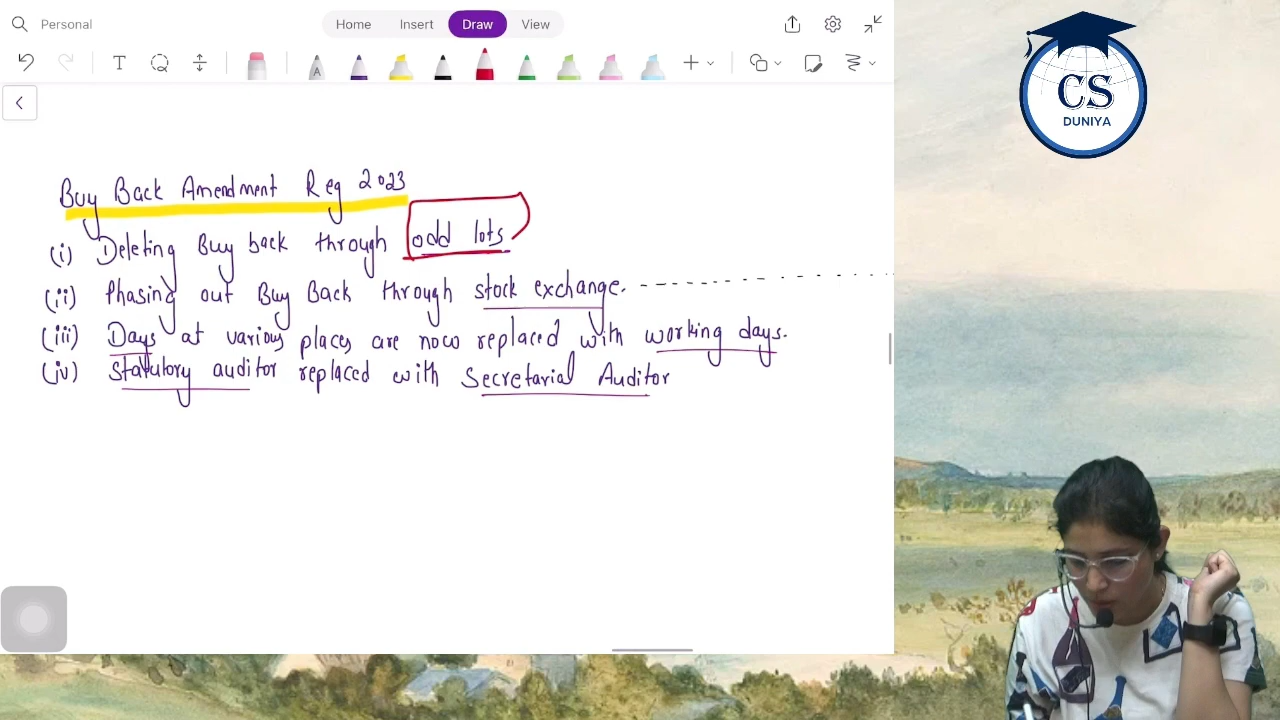 Personal
Home Insert Draw View
CS
DUNIYA
Buy Back Amendment Reg 2023
(i) Deleting Buy back through odd lots
(ii) Phasing out Buy Back through stock exchange.
(iii) Days at various places are now replaced with working days.
(iv) Statutory auditor replaced with Secretarial Auditor